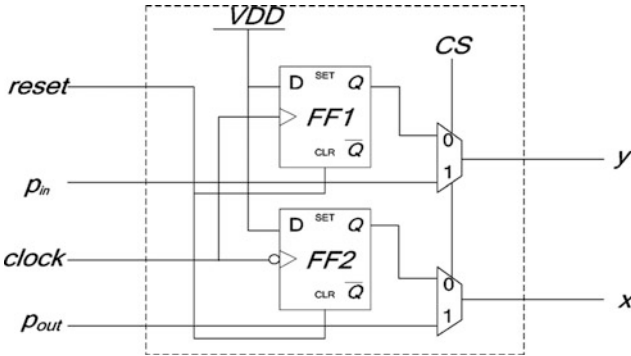 VDD
CS
reset
D SET Q
FF1
CLR Q̅
0
1
y
p_in
clock
D SET Q
FF2
CLR Q̅
0
1
x
p_out